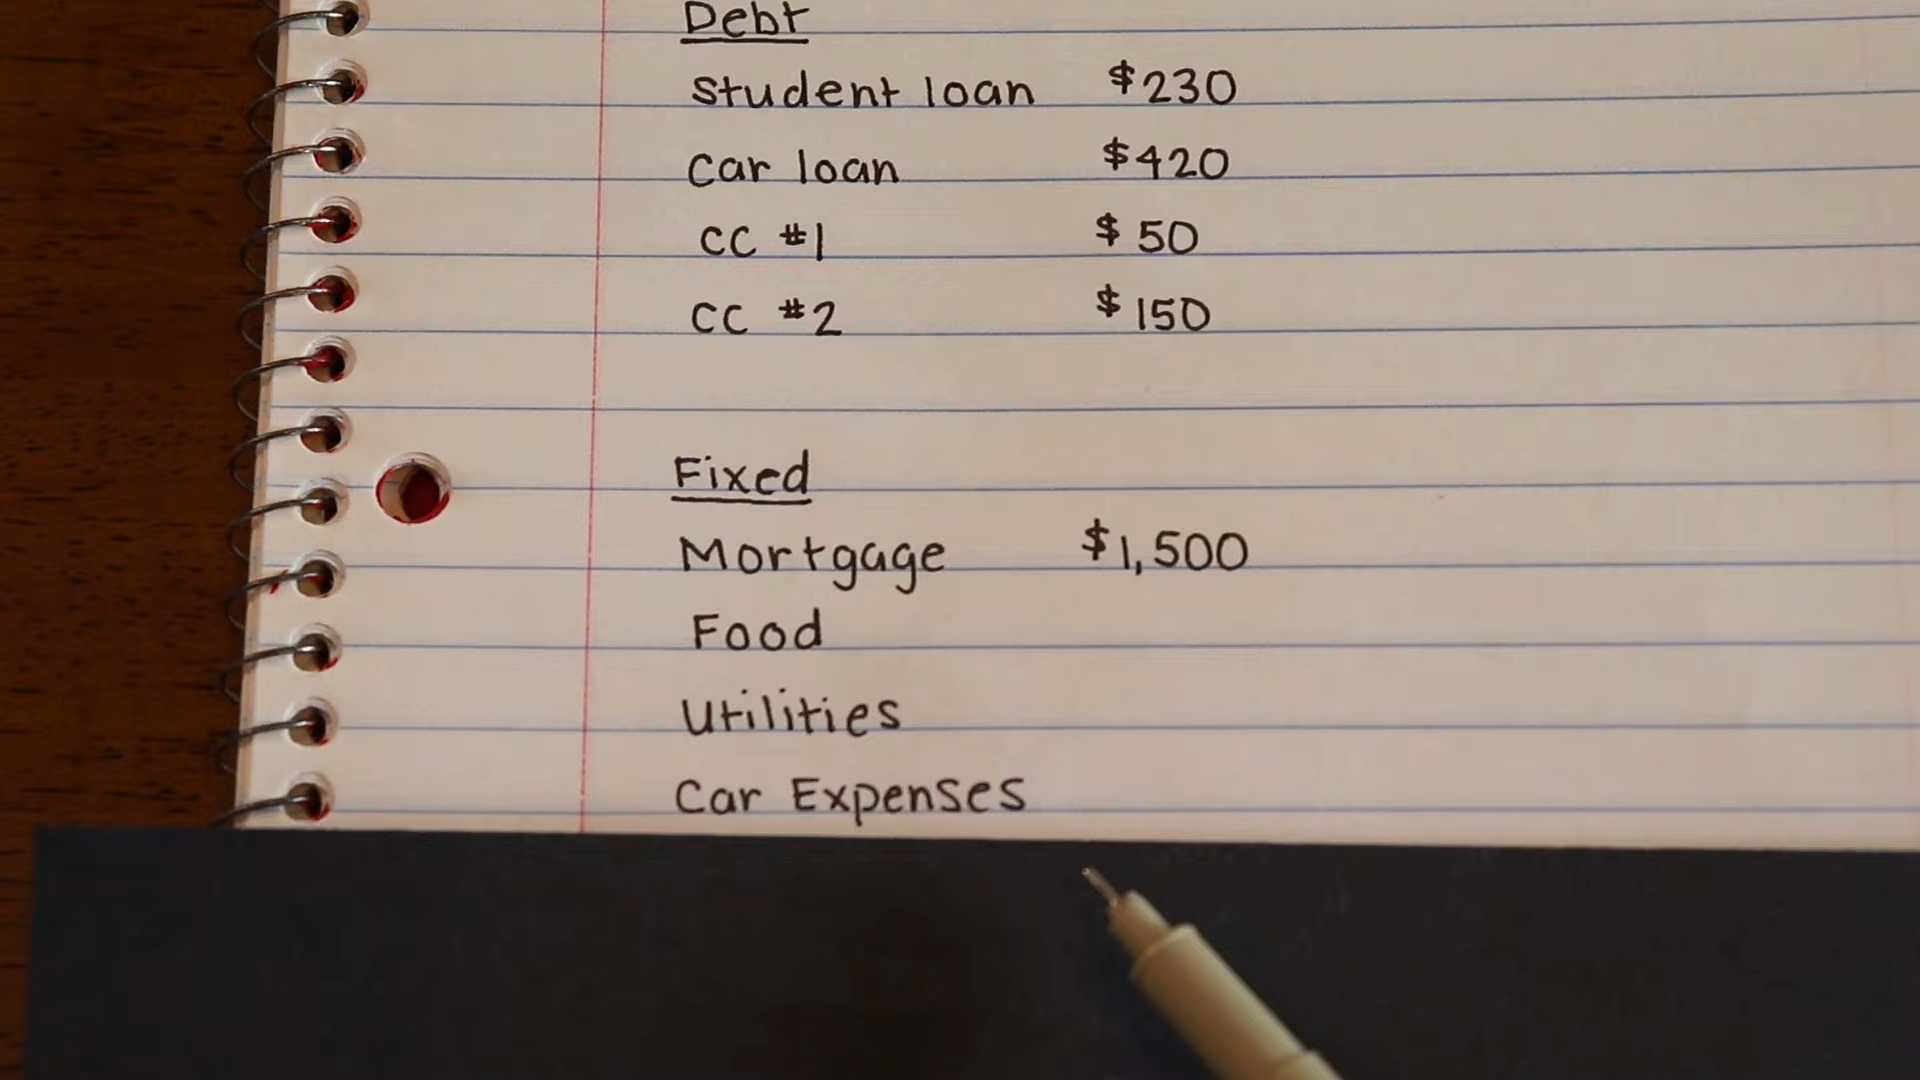 Debt
Student loan $230
Car loan $420
CC #1 $50
CC #2 $150
Fixed
Mortgage $1,500
Food
Utilities
Car Expenses